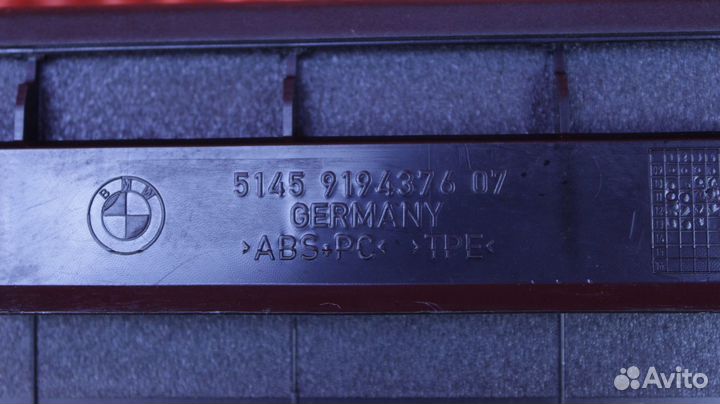 BMW
5145 9194376 07
GERMANY
>ABS+PC< >TPE<
Avito